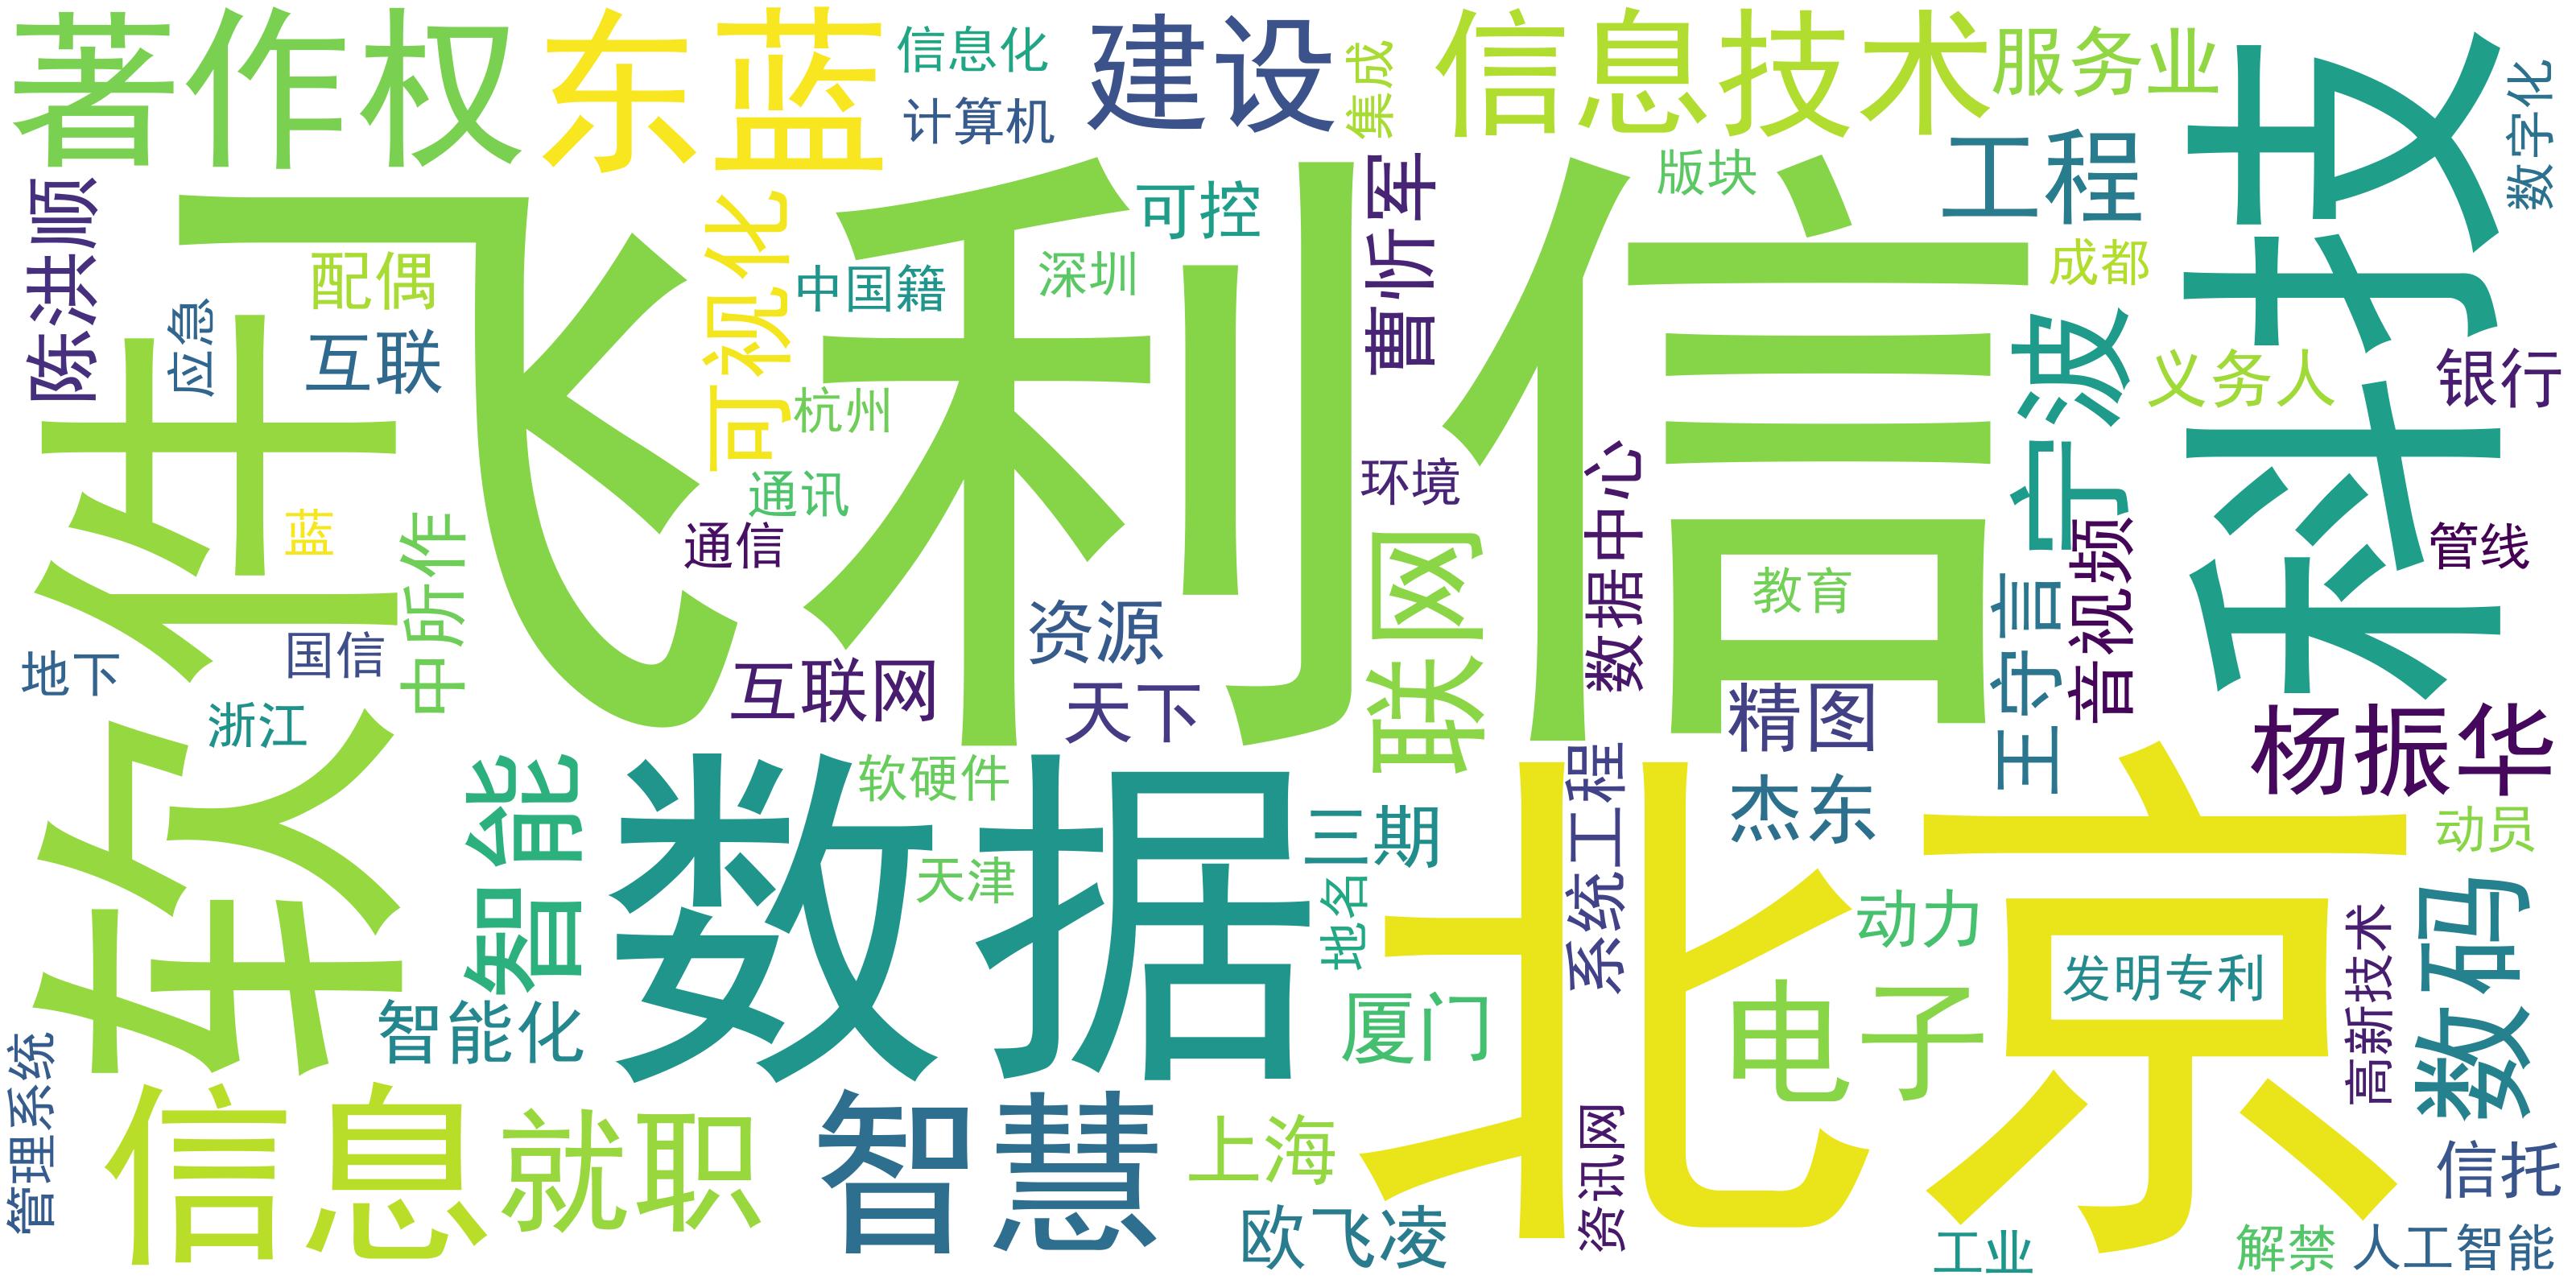 著作权
东蓝
信息化
计算机
建设
集成
信息技术
服务业
科技
数字化
陈洪顺
飞利信
可视化
可控
曹忻军
版块
工程
成都
配偶
应急
互联
中国籍
深圳
宁波
义务人
银行
软件
杭州
通讯
通信
环境
数据中心
联网
教育
王守言
音视频
管线
蓝
中所作
国信
地下
浙江
资源
互联网
天下
精图
杨振华
智能
数据
软硬件
天津
三期
地名
系统工程
杰东
北京
动力
动员
电子
发明专利
高新技术
数码
智能化
厦门
管理系统
信息
就职
智慧
上海
欧飞凌
资讯网
信托
工业
解禁
人工智能